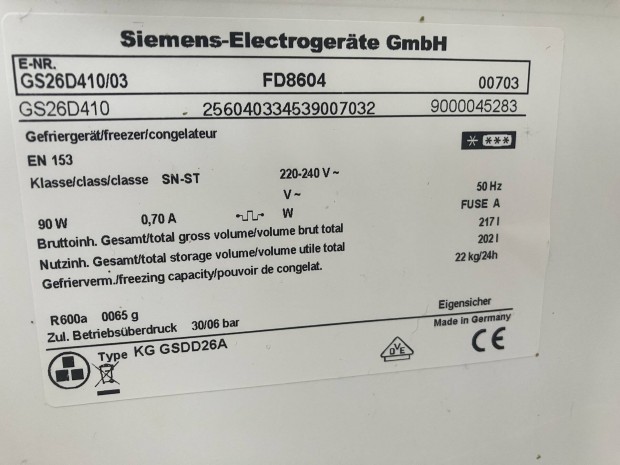 Siemens-Electrogeräte GmbH
E-NR.
GS26D410/03 FD8604 00703
GS26D410 256040334539007032 9000045283
Gefriergerät/freezer/congelateur
EN 153
Klasse/class/classe SN-ST 220-240 V ~ 50 Hz
V ~ FUSE A
90 W 0,70 A W
Bruttoinh. Gesamt/total gross volume/volume brut total 217 l
Nutzinh. Gesamt/total storage volume/volume utile total 202 l
Gefrierverm./freezing capacity/pouvoir de congelat. 22 kg/24h
R600a 0065 g Eigensicher
Zul. Betriebsüberdruck 30/06 bar Made in Germany
Type KG GSDD26A DVE CE